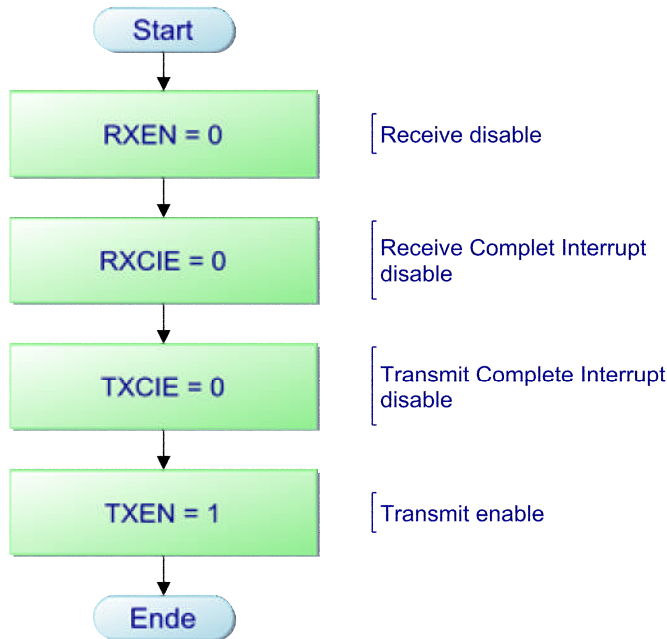 Start
RXEN = 0
Receive disable
RXCIE = 0
Receive Complet Interrupt
disable
TXCIE = 0
Transmit Complete Interrupt
disable
TXEN = 1
Transmit enable
Ende